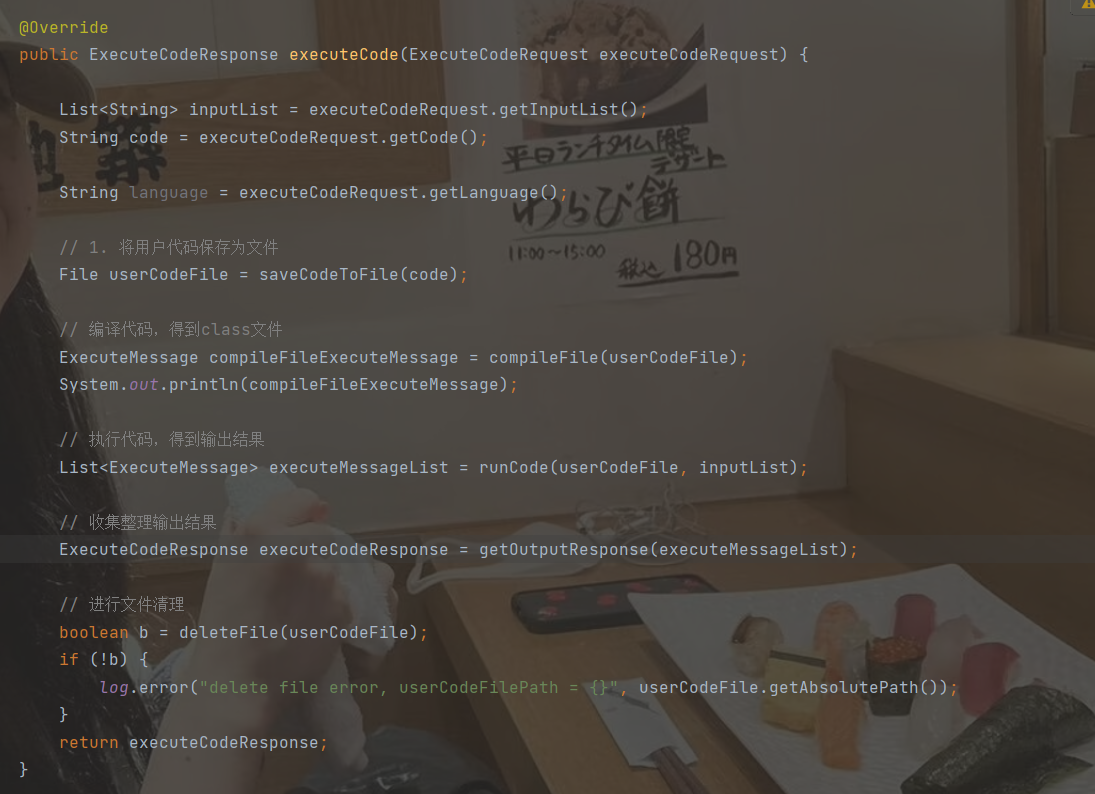 @Override
public ExecuteCodeResponse executeCode(ExecuteCodeRequest executeCodeRequest) {
List<String> inputList = executeCodeRequest.getInputList();
String code = executeCodeRequest.getCode();
String language = executeCodeRequest.getLanguage();
// 1. 将用户代码保存为文件
File userCodeFile = saveCodeToFile(code);
// 编译代码，得到class文件
ExecuteMessage compileFileExecuteMessage = compileFile(userCodeFile);
System.out.println(compileFileExecuteMessage);
// 执行代码，得到输出结果
List<ExecuteMessage> executeMessageList = runCode(userCodeFile, inputList);
// 收集整理输出结果
ExecuteCodeResponse executeCodeResponse = getOutputResponse(executeMessageList);
// 进行文件清理
boolean b = deleteFile(userCodeFile);
if (!b) {
log.error("delete file error, userCodeFilePath = {}", userCodeFile.getAbsolutePath());
}
return executeCodeResponse;
}
平日ランチタイム限定
デザート
わらび餅
11:00～15:00
税込 180円